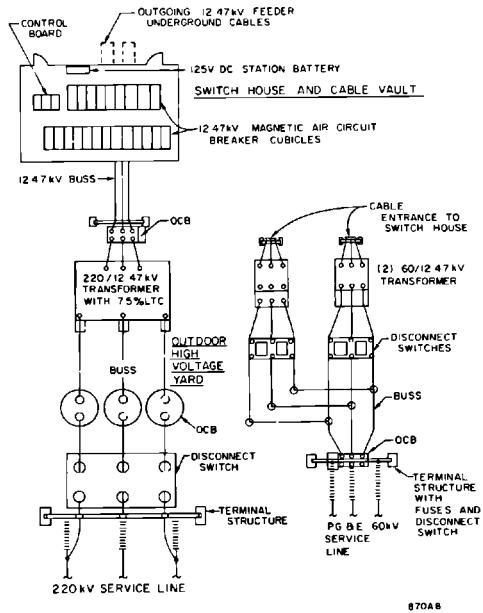 OUTGOING 12.47kV FEEDER
UNDERGROUND CABLES
CONTROL
BOARD
125V DC STATION BATTERY
SWITCH HOUSE AND CABLE VAULT
12.47kV MAGNETIC AIR CIRCUIT
BREAKER CUBICLES
12.47kV BUSS
OCB
CABLE
ENTRANCE TO
SWITCH HOUSE
220/12.47kV
TRANSFORMER
WITH 75%LTC
(2) 60/12.47kV
TRANSFORMER
OUTDOOR
HIGH
VOLTAGE
YARD
DISCONNECT
SWITCHES
BUSS
BUSS
OCB
OCB
DISCONNECT
SWITCH
TERMINAL
STRUCTURE
WITH
FUSES AND
DISCONNECT
SWITCH
TERMINAL
STRUCTURE
PG&E 60kV
SERVICE
LINE
220kV SERVICE LINE
870A8